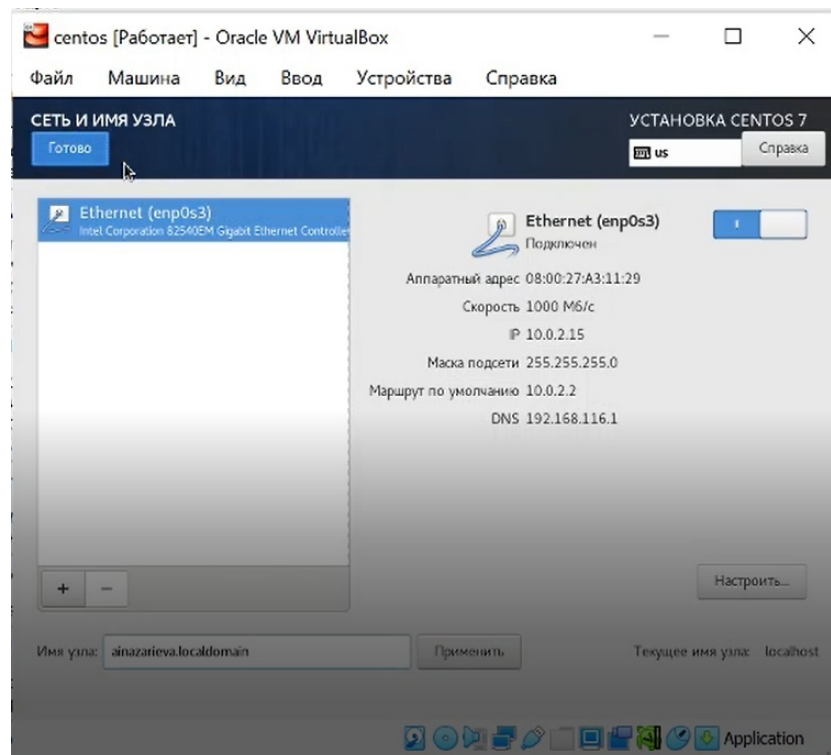 centos [Работает] - Oracle VM VirtualBox
Файл Машина Вид Ввод Устройства Справка
СЕТЬ И ИМЯ УЗЛА
УСТАНОВКА CENTOS 7
Готово
us
Справка
Ethernet (enp0s3)
Intel Corporation 82540EM Gigabit Ethernet Controller
Ethernet (enp0s3)
Подключен
Аппаратный адрес 08:00:27:A3:11:29
Скорость 1000 Мб/с
IP 10.0.2.15
Маска подсети 255.255.255.0
Маршрут по умолчанию 10.0.2.2
DNS 192.168.116.1
+ −
Настроить...
Имя узла: ainazarieva.localdomain
Применить
Текущее имя узла: localhost
Application